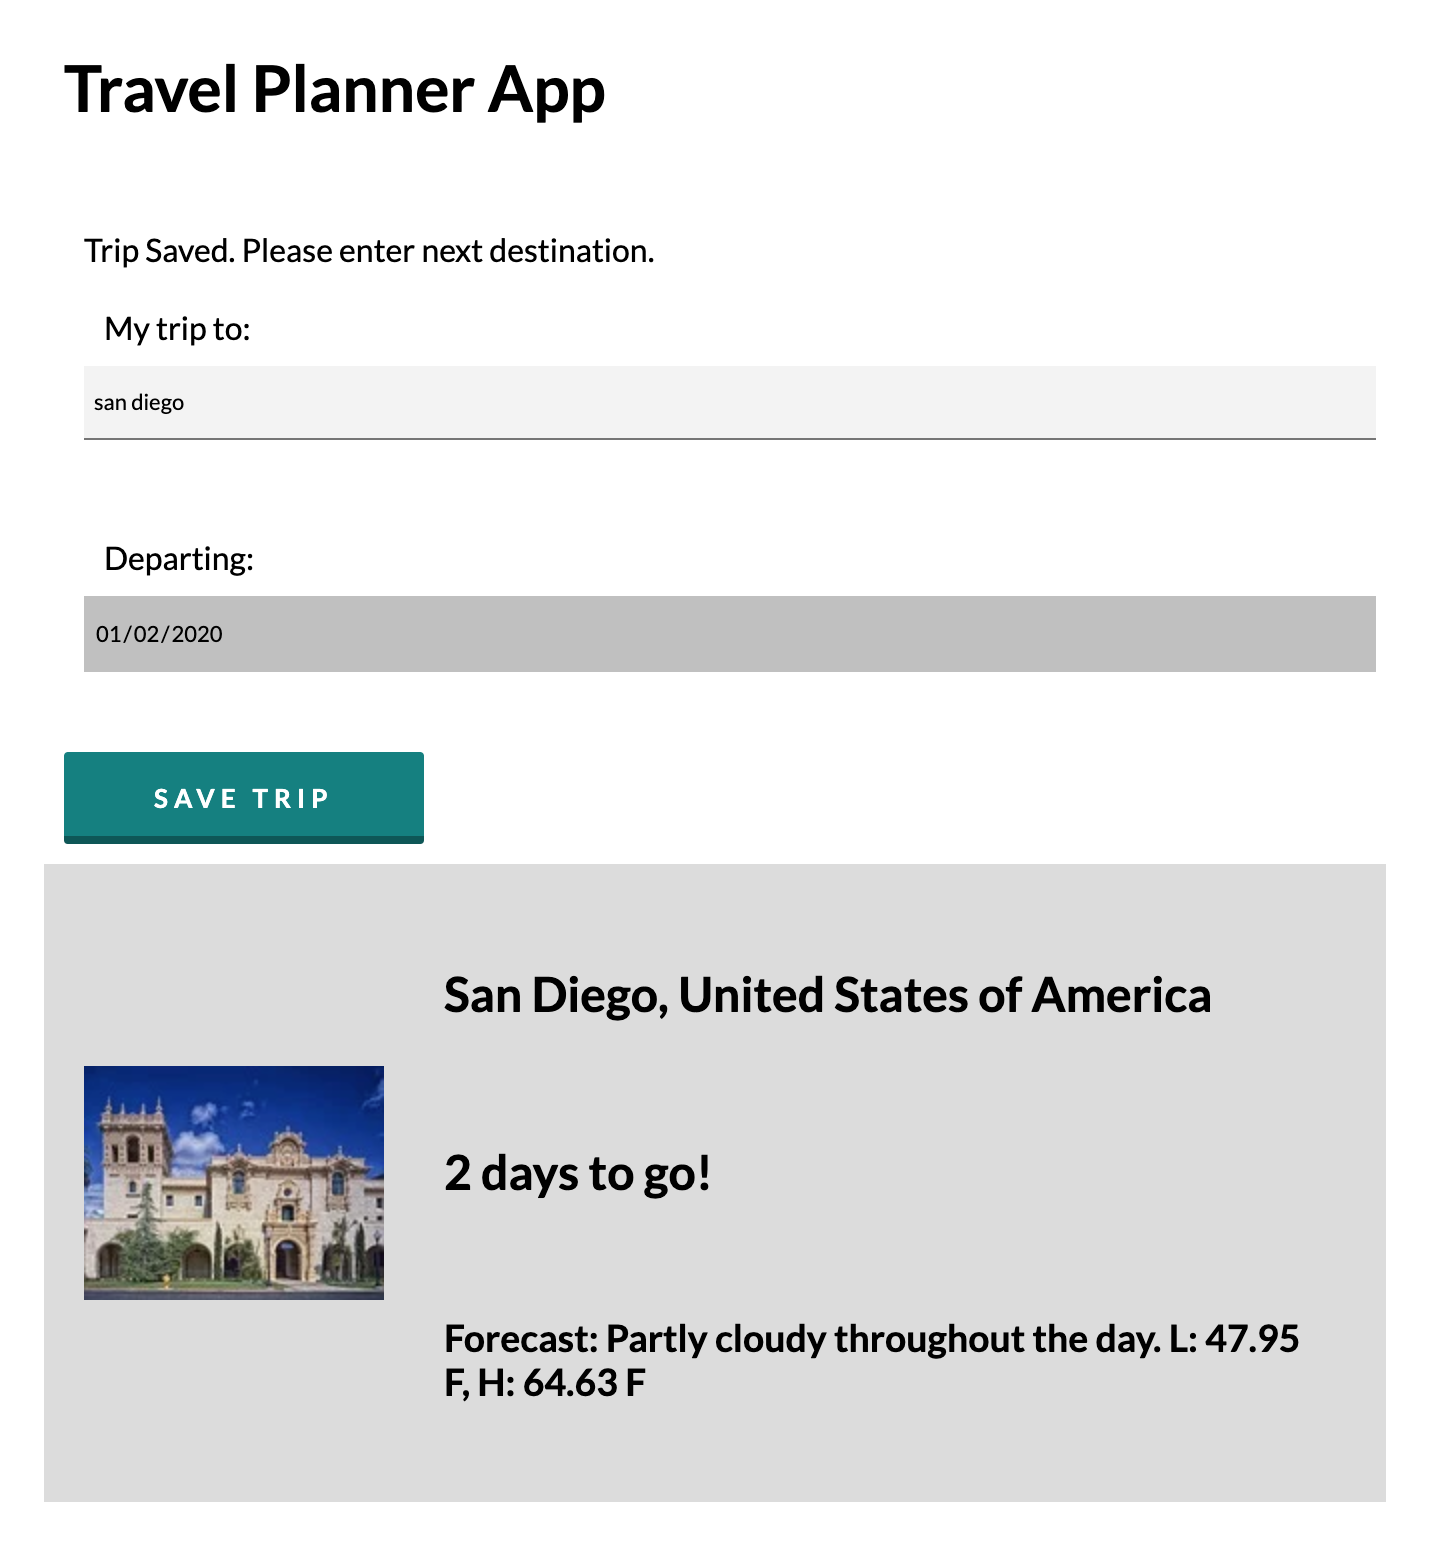 Travel Planner App
Trip Saved. Please enter next destination.
My trip to:
san diego
Departing:
01/02/2020
SAVE TRIP
San Diego, United States of America
2 days to go!
Forecast: Partly cloudy throughout the day. L: 47.95
F, H: 64.63 F